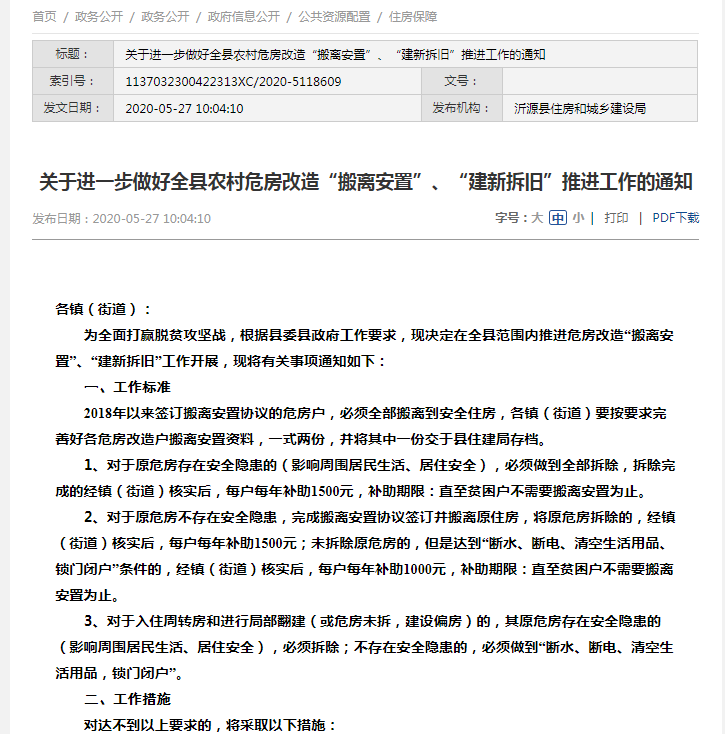 首页 / 政务公开 / 政务公开 / 政府信息公开 / 公共资源配置 / 住房保障
标题： 关于进一步做好全县农村危房改造“搬离安置”、“建新拆旧”推进工作的通知
索引号： 1137032300422313XC/2020-5118609 文号：
发文日期： 2020-05-27 10:04:10 发布机构： 沂源县住房和城乡建设局
关于进一步做好全县农村危房改造“搬离安置”、“建新拆旧”推进工作的通知
发布日期：2020-05-27 10:04:10 字号：大 中 小 | 打印 | PDF下载
各镇（街道）：
为全面打赢脱贫攻坚战，根据县委县政府工作要求，现决定在全县范围内推进危房改造“搬离安
置”、“建新拆旧”工作开展，现将有关事项通知如下：
一、工作标准
2018年以来签订搬离安置协议的危房户，必须全部搬离到安全住房，各镇（街道）要按要求完
善好各危房改造户搬离安置资料，一式两份，并将其中一份交于县住建局存档。
1、对于原危房存在安全隐患的（影响周围居民生活、居住安全），必须做到全部拆除，拆除完
成的经镇（街道）核实后，每户每年补助1500元，补助期限：直至贫困户不需要搬离安置为止。
2、对于原危房不存在安全隐患，完成搬离安置协议签订并搬离原住房，将原危房拆除的，经镇
（街道）核实后，每户每年补助1500元；未拆除原危房的，但是达到“断水、断电、清空生活用品、
锁门闭户”条件的，经镇（街道）核实后，每户每年补助1000元，补助期限：直至贫困户不需要搬离
安置为止。
3、对于入住周转房和进行局部翻建（或危房未拆，建设偏房）的，其原危房存在安全隐患的
（影响周围居民生活、居住安全），必须拆除；不存在安全隐患的，必须做到“断水、断电、清空生
活用品，锁门闭户”。
二、工作措施
对达不到以上要求的，将采取以下措施：